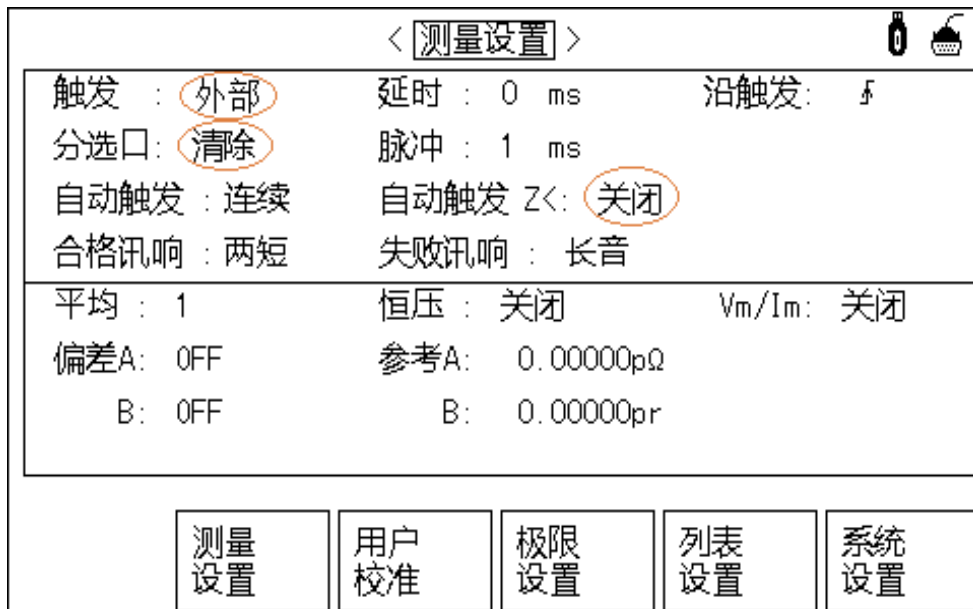 < 测量设置 >
触发 : 外部 延时 : 0 ms 沿触发:
分选口: 清除 脉冲 : 1 ms
自动触发 : 连续 自动触发 Z<: 关闭
合格讯响 : 两短 失败讯响 : 长音
平均 : 1 恒压 : 关闭 Vm/Im: 关闭
偏差A: OFF 参考A: 0.00000pΩ
B: OFF B: 0.00000pr
测量设置 用户校准 极限设置 列表设置 系统设置